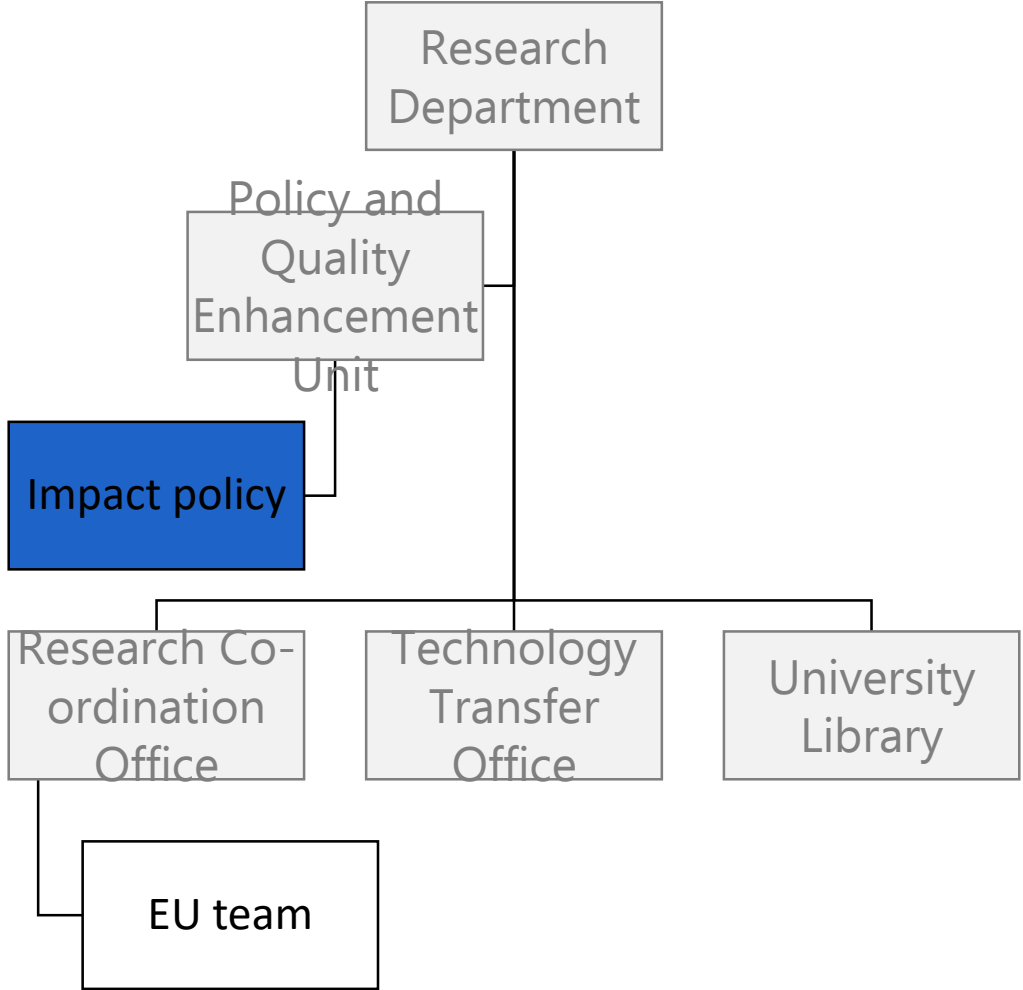 Research
Department
Policy and
Quality
Enhancement
Unit
Impact policy
Research Co-
ordination
Office
Technology
Transfer
Office
University
Library
EU team